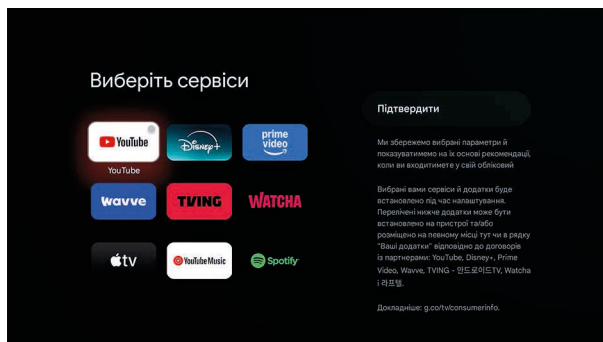 Виберіть сервіси
YouTube
Disney+
prime video
YouTube
wavve
TVING
WATCHA
tv
YouTube Music
Spotify
Підтвердити
Ми збережемо вибрані параметри й
показуватимемо на їх основі рекомендації,
коли ви входитимете у свій обліковий
Вибрані вами сервіси й додатки буде
встановлено під час налаштування.
Перелічені нижче додатки може бути
встановлено на пристрої та/або
розміщено на певному місці тут чи в рядку
"Ваші додатки" відповідно до договорів
із партнерами: YouTube, Disney+, Prime
Video, Wavve, TVING - 안드로이드TV, Watcha
і 라프텔.
Докладніше: g.co/tv/consumerinfo.